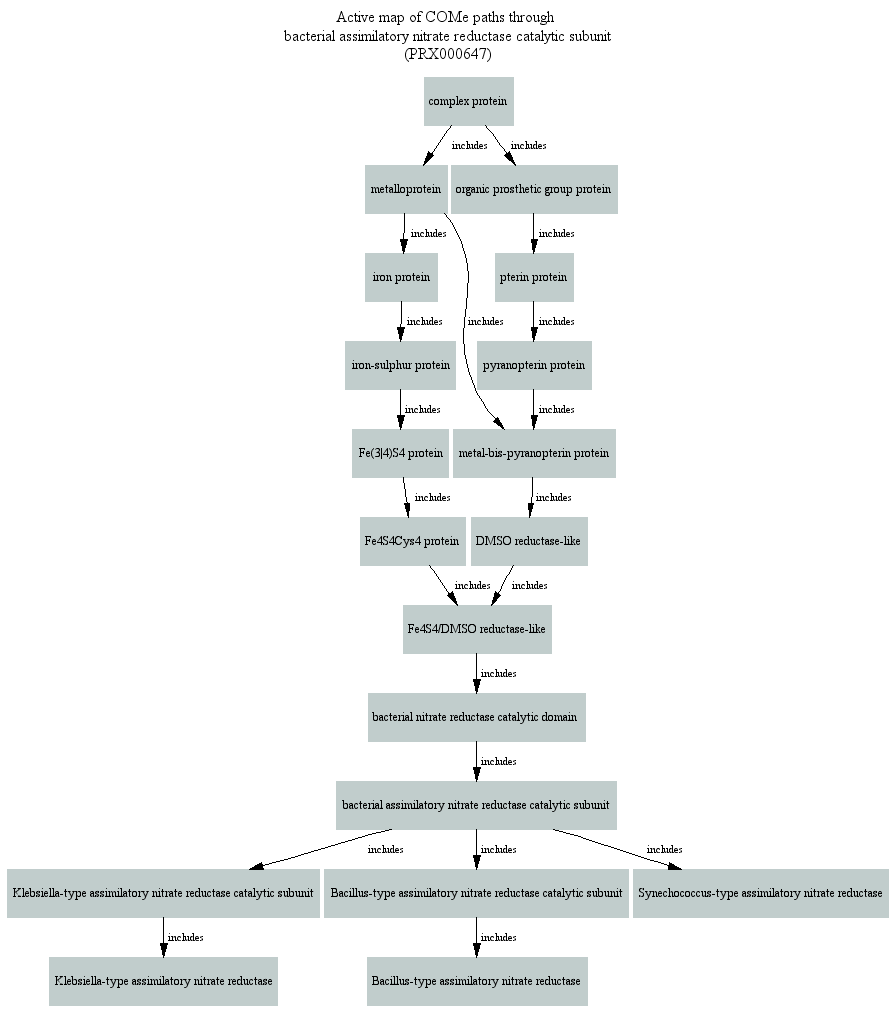 Active map of COMe paths through
bacterial assimilatory nitrate reductase catalytic subunit
(PRX000647)
complex protein
includes
includes
metalloprotein
organic prosthetic group protein
includes
includes
iron protein
pterin protein
includes
includes
includes
iron-sulphur protein
pyranopterin protein
includes
includes
Fe(3|4)S4 protein
metal-bis-pyranopterin protein
includes
includes
Fe4S4Cys4 protein
DMSO reductase-like
includes
includes
Fe4S4/DMSO reductase-like
includes
bacterial nitrate reductase catalytic domain
includes
bacterial assimilatory nitrate reductase catalytic subunit
includes
includes
includes
Klebsiella-type assimilatory nitrate reductase catalytic subunit
Bacillus-type assimilatory nitrate reductase catalytic subunit
Synechococcus-type assimilatory nitrate reductase
includes
includes
Klebsiella-type assimilatory nitrate reductase
Bacillus-type assimilatory nitrate reductase